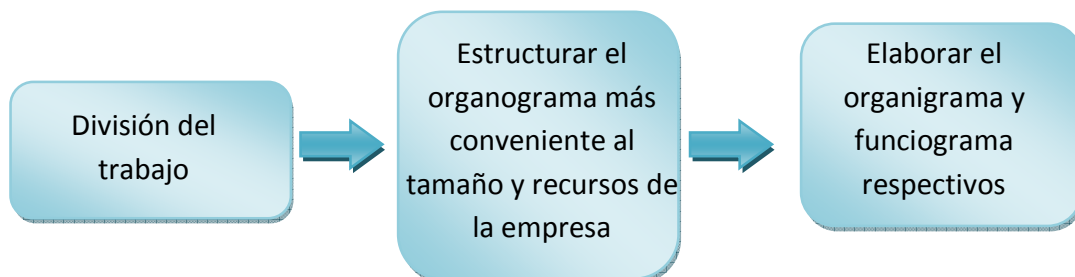 División del
trabajo
Estructurar el
organograma más
conveniente al
tamaño y recursos de
la empresa
Elaborar el
organigrama y
funciograma
respectivos